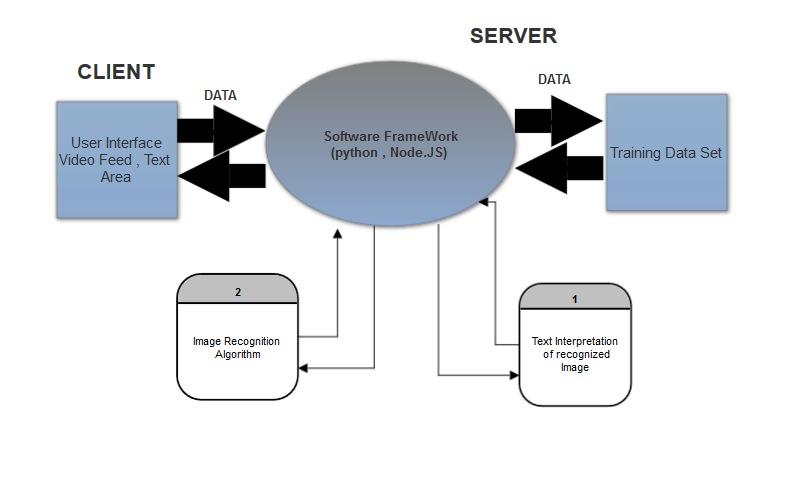 SERVER
CLIENT
DATA
DATA
User Interface
Video Feed , Text
Area
Software FrameWork
(python , Node.JS)
Training Data Set
2
Image Recognition
Algorithm
1
Text Interpretation
of recognized
Image